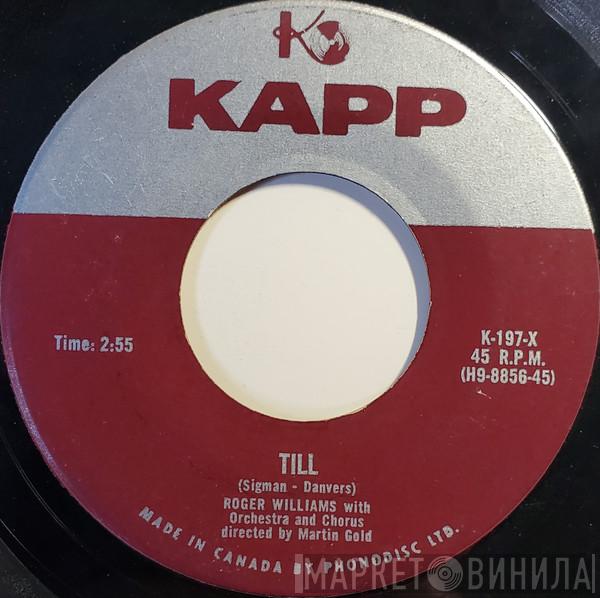 K
KAPP
Time: 2:55
K-197-X
45 R.P.M.
(H9-8856-45)
TILL
(Sigman - Danvers)
ROGER WILLIAMS with
Orchestra and Chorus
directed by Martin Gold
MADE IN CANADA BY PHONODISC LTD.
МАРКЕТ ВИНИЛА